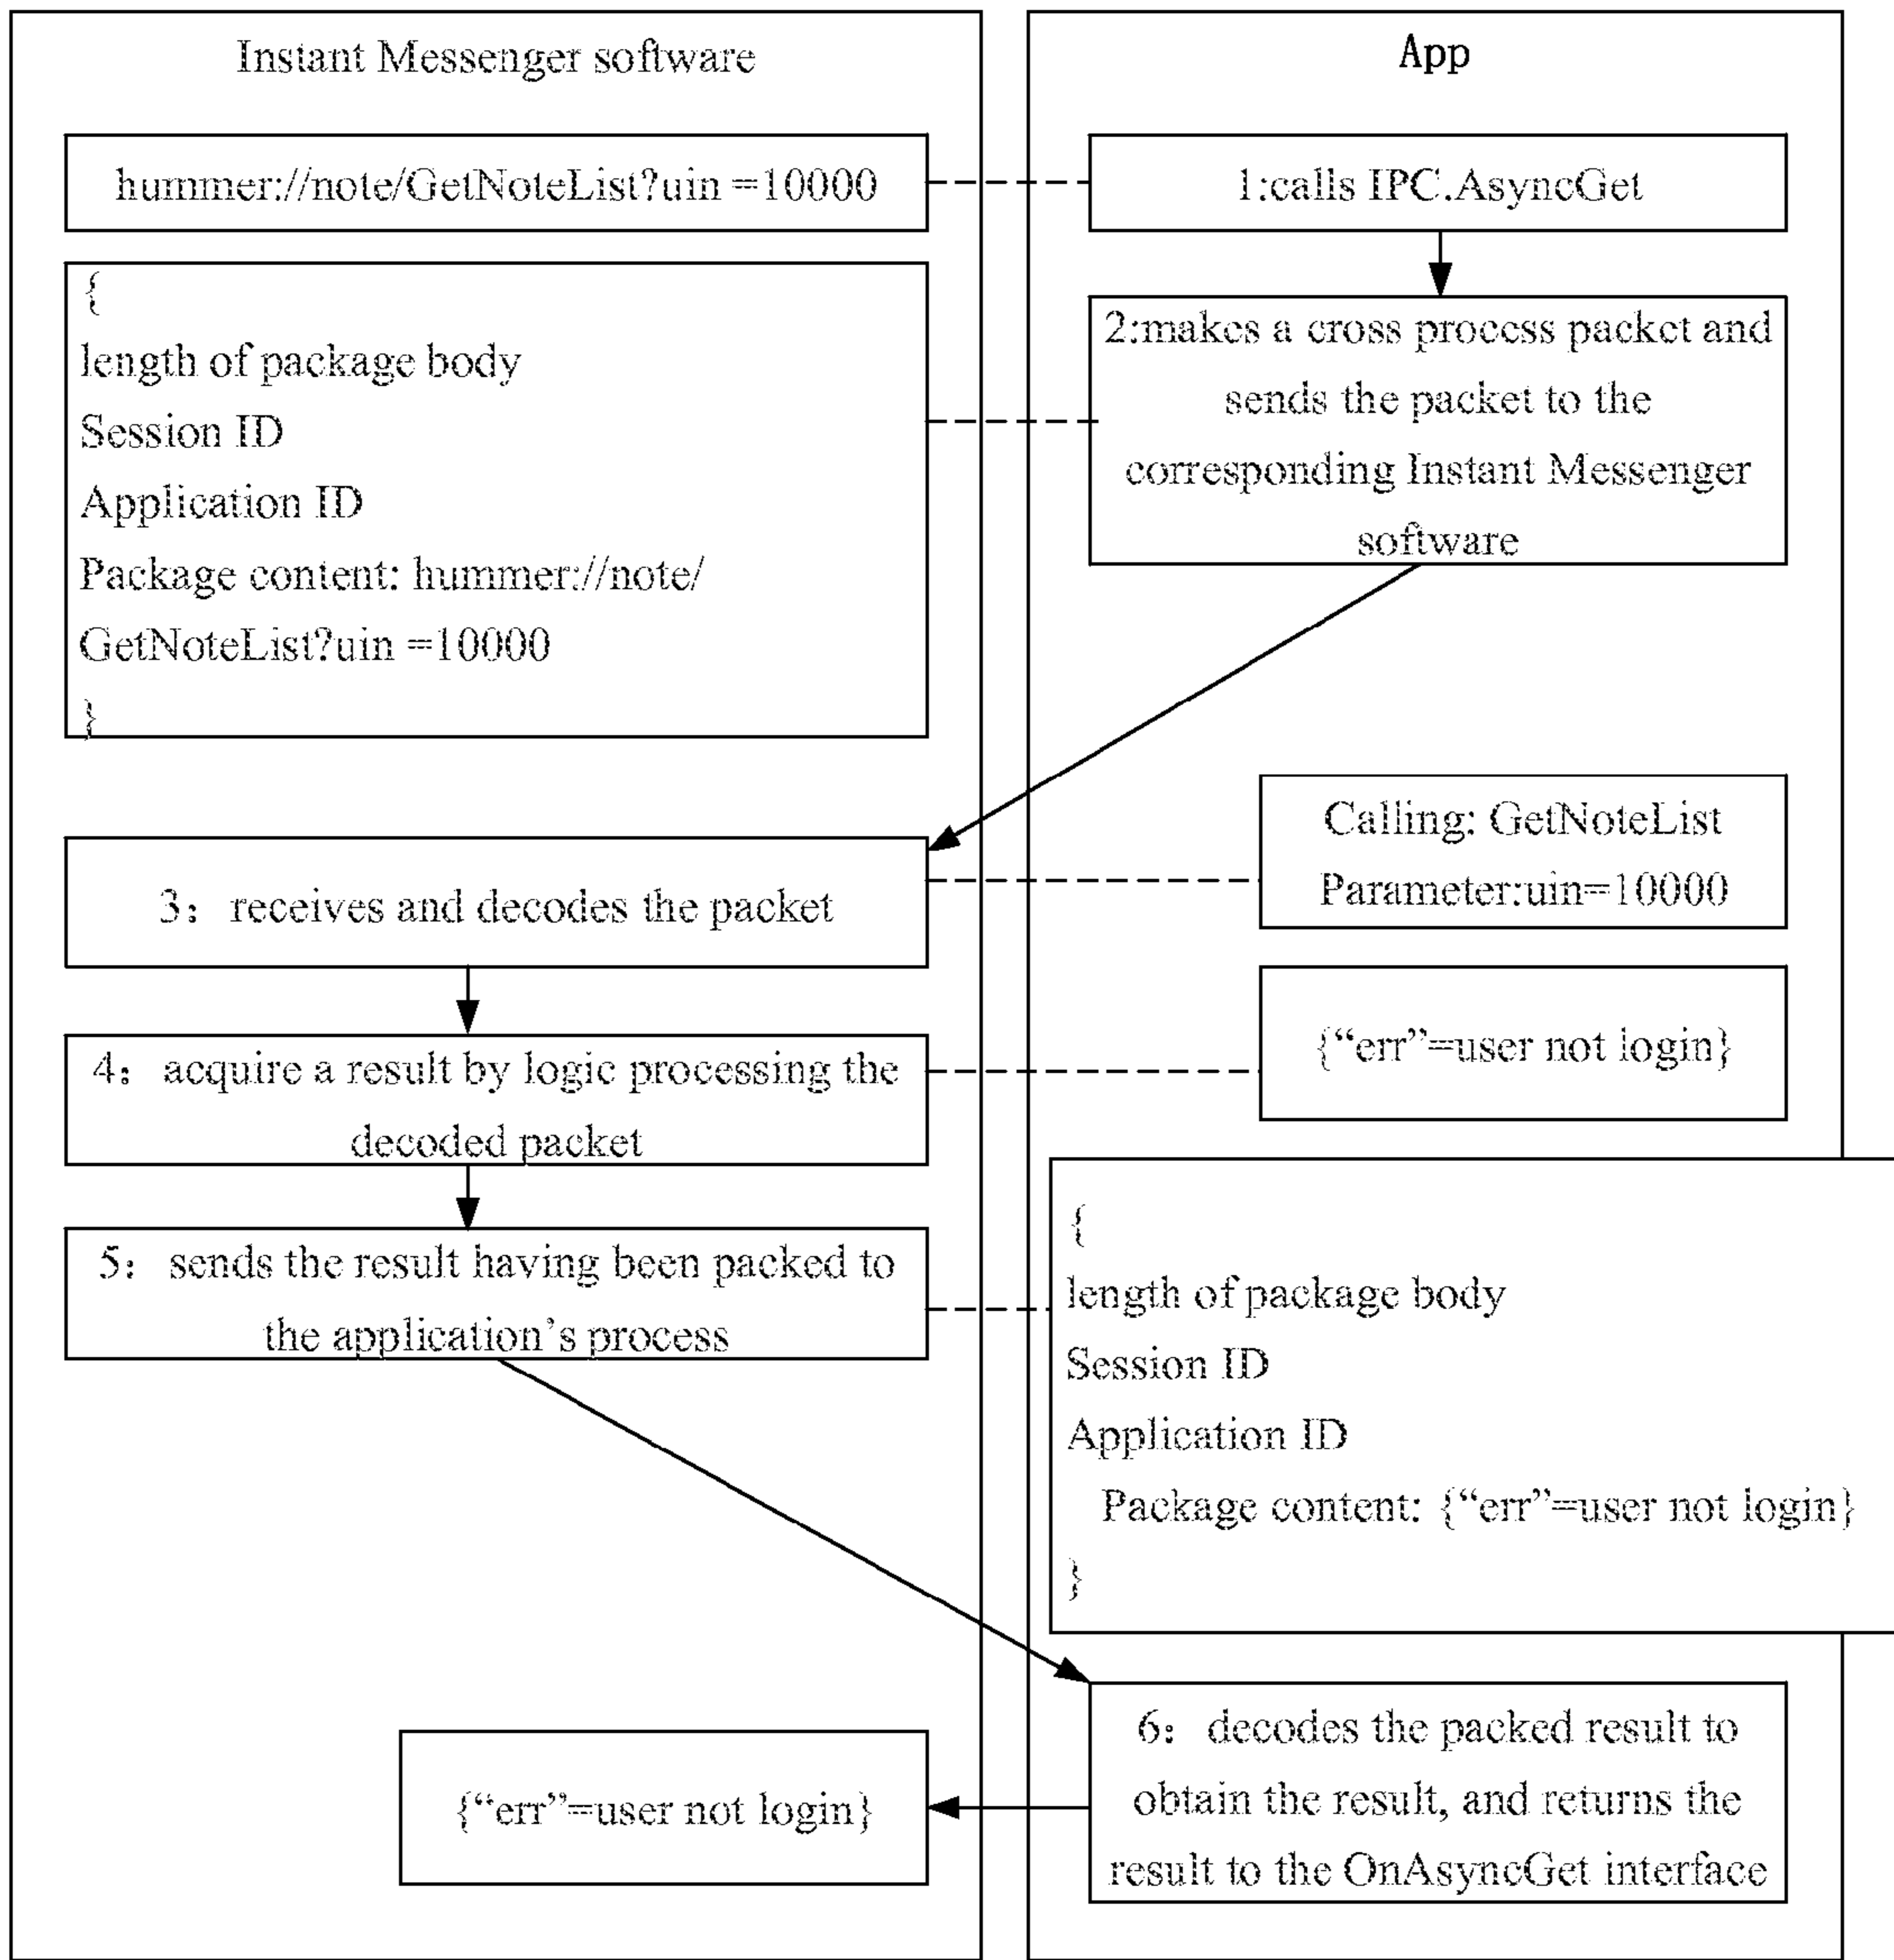 Instant Messenger software
App
hummer://note/GetNoteList?uin =10000
1:calls IPC.AsyncGet
{
length of package body
Session ID
Application ID
Package content: hummer://note/
GetNoteList?uin =10000
}
2:makes a cross process packet and
sends the packet to the
corresponding Instant Messenger
software
3：receives and decodes the packet
Calling: GetNoteList
Parameter:uin=10000
4：acquire a result by logic processing the
decoded packet
{“err”=user not login}
5：sends the result having been packed to
the application’s process
{
length of package body
Session ID
Application ID
Package content: {“err”=user not login}
}
6：decodes the packed result to
obtain the result, and returns the
result to the OnAsyncGet interface
{“err”=user not login}